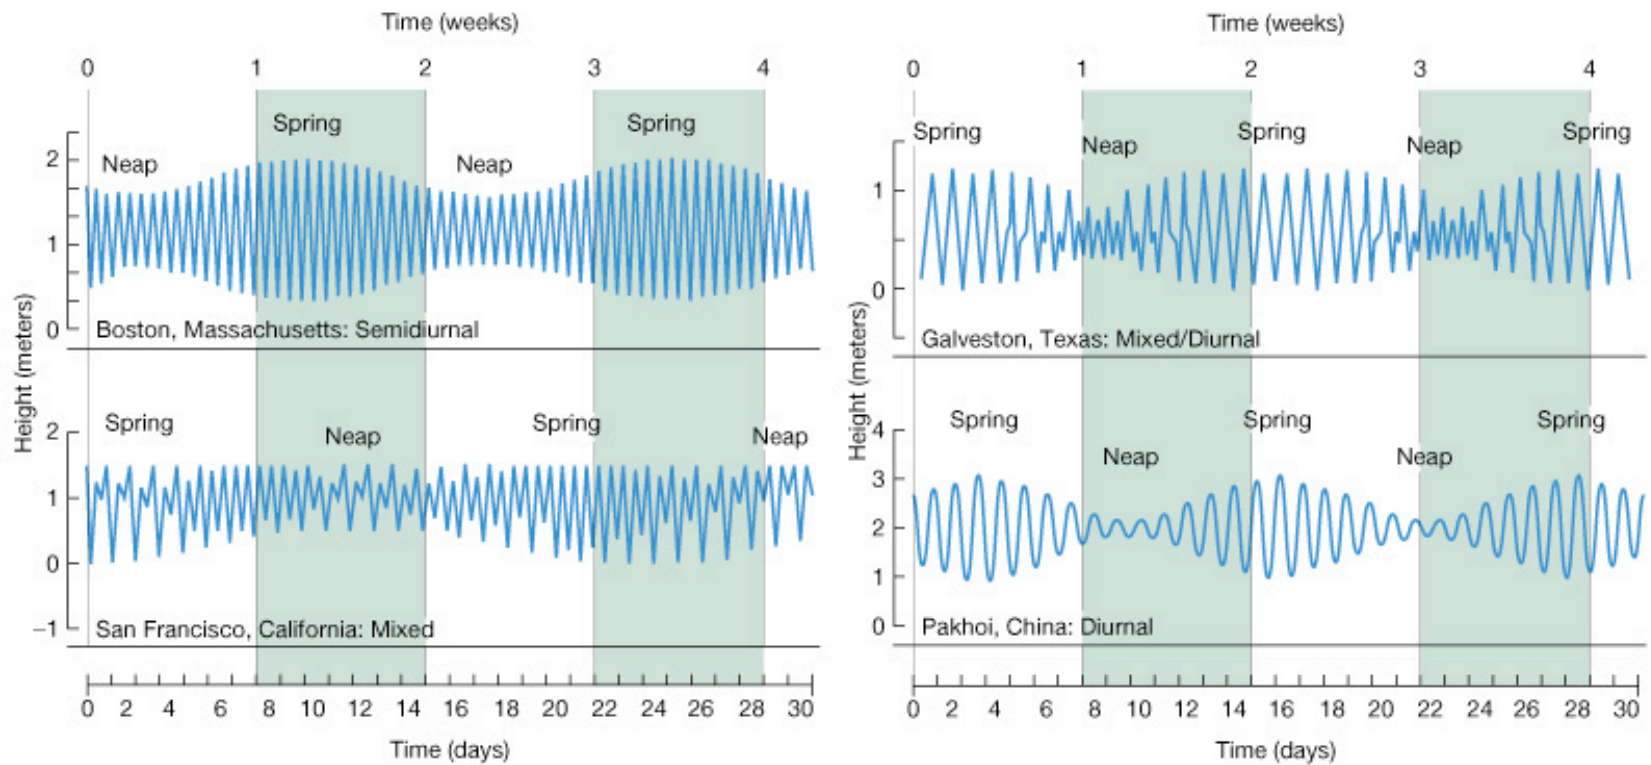 Time (weeks)
0 1 2 3 4
Spring Spring
Neap Neap
2
1
0
Boston, Massachusetts: Semidiurnal
Height (meters)
Spring Spring
Neap Neap
2
1
0
–1
San Francisco, California: Mixed
0 2 4 6 8 10 12 14 16 18 20 22 24 26 28 30
Time (days)
Time (weeks)
0 1 2 3 4
Spring Spring Spring
Neap Neap
1
0
Galveston, Texas: Mixed/Diurnal
Height (meters)
Spring Spring Spring
Neap Neap
4
3
2
1
0
Pakhoi, China: Diurnal
0 2 4 6 8 10 12 14 16 18 20 22 24 26 28 30
Time (days)